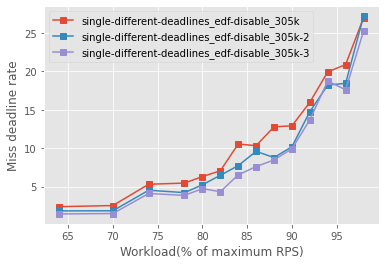 single-different-deadlines_edf-disable_305k
single-different-deadlines_edf-disable_305k-2
single-different-deadlines_edf-disable_305k-3
Miss deadline rate
25
20
15
10
5
65 70 75 80 85 90 95
Workload(% of maximum RPS)